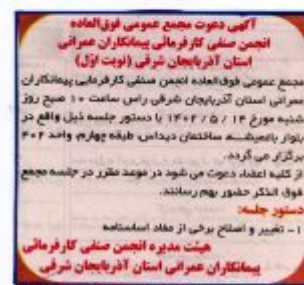 آگهی دعوت مجمع عمومی فوق‌العاده
انجمن صنفی کارفرمائی پیمانکاران عمرانی
استان آذربایجان شرقی (نوبت اول)
مجمع عمومی فوق‌العاده انجمن صنفی کارفرمایی پیمانکاران
عمرانی استان آذربایجان شرقی راس ساعت ۱۰ صبح روز
شنبه مورخ ۱۴ / ۵ / ۱۴۰۲ با دستور جلسه ذیل واقع در
بلوار باغمیشه ساختمان دیداس، طبقه چهارم، واحد ۴۰۲
برگزار می گردد.
از کلیه اعضاء دعوت می شود در موعد مقرر در جلسه مجمع
فوق الذکر حضور بهم رسانند.
دستور جلسه:
۱- تغییر و اصلاح برخی از مفاد اساسنامه
هیئت مدیره انجمن صنفی کارفرمائی
پیمانکاران عمرانی استان آذربایجان شرقی